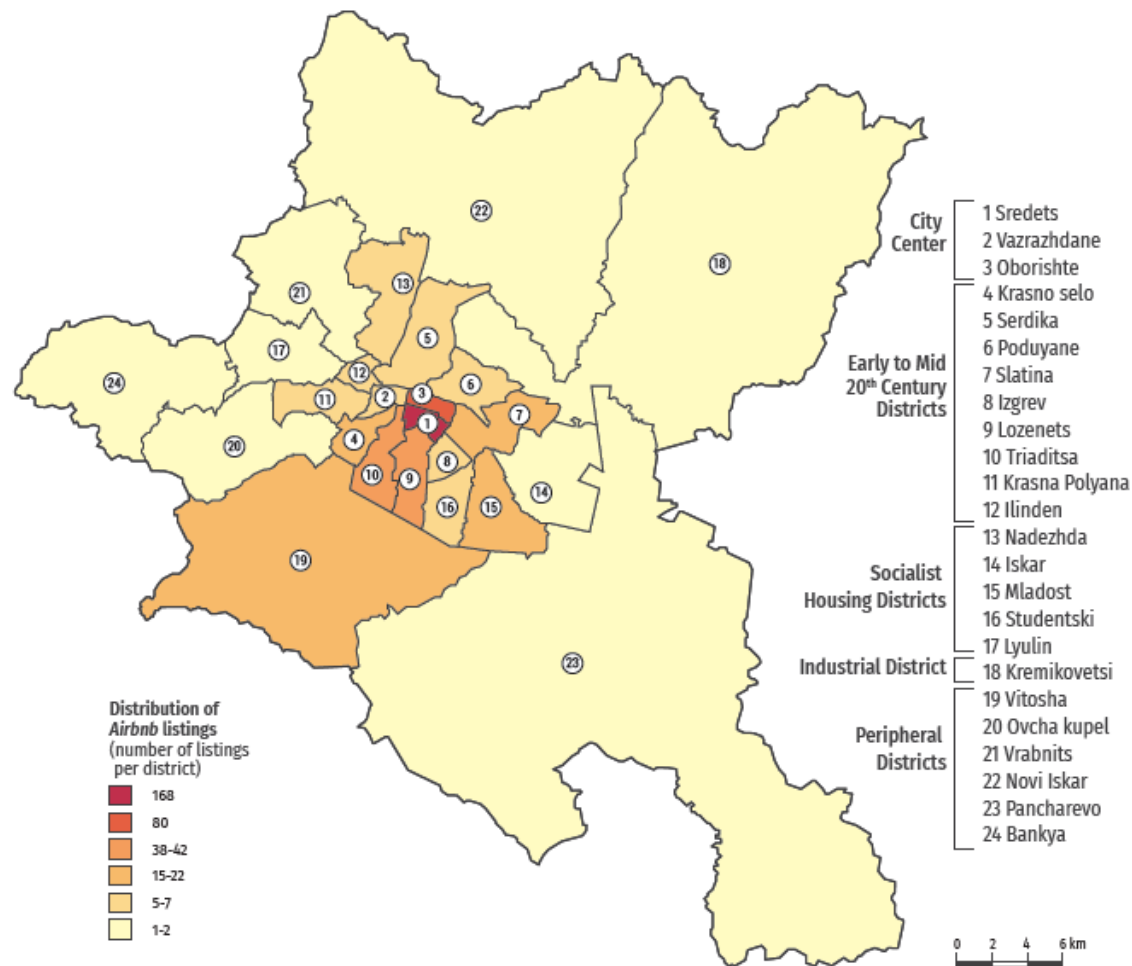 22
18
13
21
5
17
12
24
6
3
2
11
7
1
4
20
8
10
9
14
16
15
19
23
City
Center
1 Sredets
2 Vazrazhdane
3 Oborishte
Early to Mid
20th Century
Districts
4 Krasno selo
5 Serdika
6 Poduyane
7 Slatina
8 Izgrev
9 Lozenets
10 Triaditsa
11 Krasna Polyana
12 Ilinden
Socialist
Housing Districts
13 Nadezhda
14 Iskar
15 Mladost
16 Studentski
17 Lyulin
Industrial District
18 Kremikovetsi
Peripheral
Districts
19 Vitosha
20 Ovcha kupel
21 Vrabnits
22 Novi Iskar
23 Pancharevo
24 Bankya
Distribution of
Airbnb listings
(number of listings
per district)
168
80
38-42
15-22
5-7
1-2
0 2 4 6 km